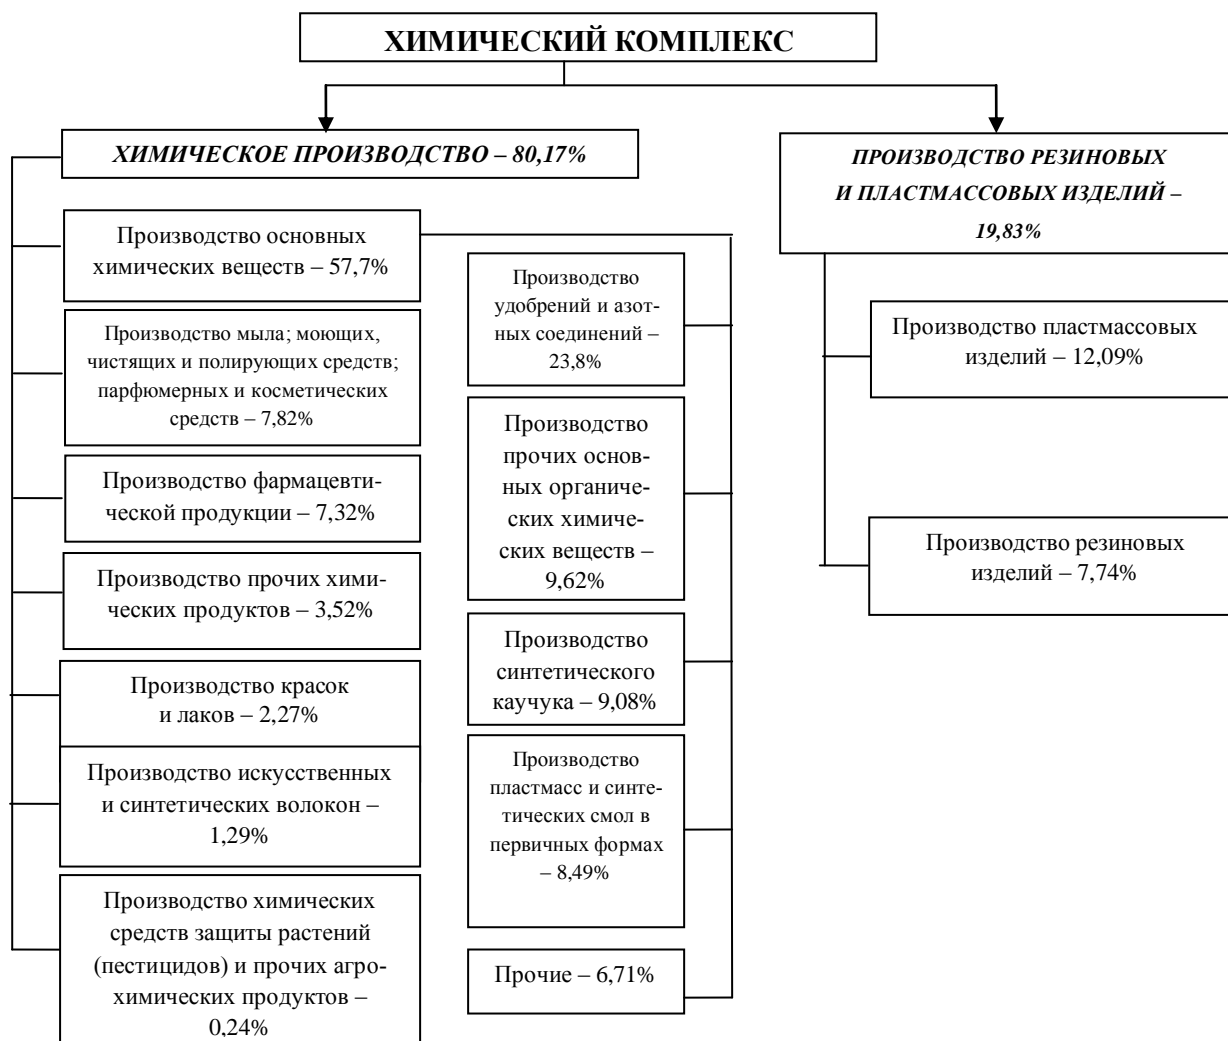 ХИМИЧЕСКИЙ КОМПЛЕКС
ХИМИЧЕСКОЕ ПРОИЗВОДСТВО – 80,17%
Производство основных
химических веществ – 57,7%
Производство мыла; моющих,
чистящих и полирующих средств;
парфюмерных и косметических
средств – 7,82%
Производство фармацевти-
ческой продукции – 7,32%
Производство прочих хими-
ческих продуктов – 3,52%
Производство красок
и лаков – 2,27%
Производство искусственных
и синтетических волокон –
1,29%
Производство химических
средств защиты растений
(пестицидов) и прочих агро-
химических продуктов –
0,24%
Производство
удобрений и азот-
ных соединений –
23,8%
Производство
прочих основ-
ных органиче-
ских химиче-
ских веществ –
9,62%
Производство
синтетического
каучука – 9,08%
Производство
пластмасс и синте-
тических смол в
первичных формах
– 8,49%
Прочие – 6,71%
ПРОИЗВОДСТВО РЕЗИНОВЫХ
И ПЛАСТМАССОВЫХ ИЗДЕЛИЙ –
19,83%
Производство пластмассовых
изделий – 12,09%
Производство резиновых
изделий – 7,74%